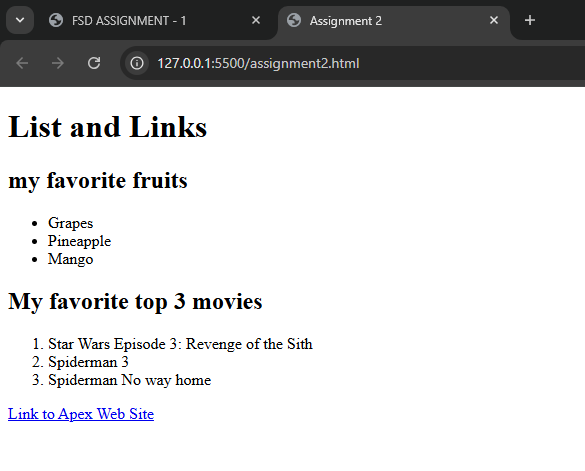 FSD ASSIGNMENT - 1
Assignment 2
127.0.0.1:5500/assignment2.html
List and Links
my favorite fruits
Grapes
Pineapple
Mango
My favorite top 3 movies
1. Star Wars Episode 3: Revenge of the Sith
2. Spiderman 3
3. Spiderman No way home
Link to Apex Web Site